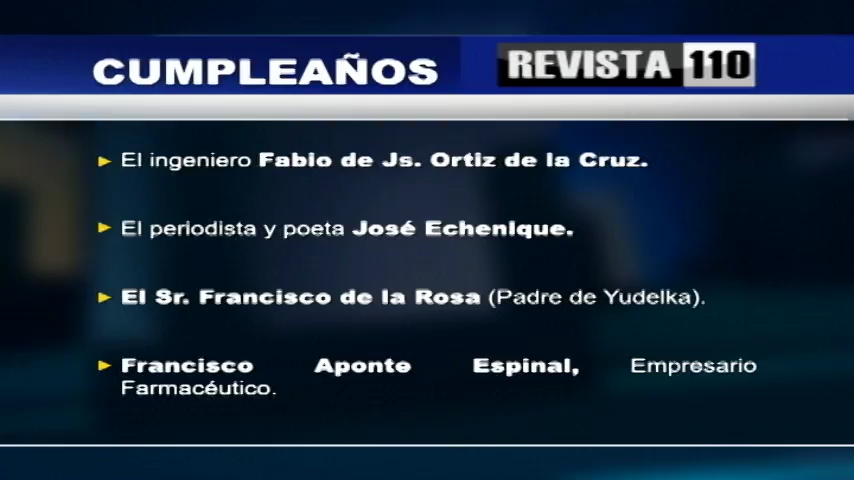 CUMPLEAÑOS
REVISTA 110
El ingeniero Fabio de Js. Ortiz de la Cruz.
El periodista y poeta José Echenique.
El Sr. Francisco de la Rosa (Padre de Yudelka).
Francisco Aponte Espinal, Empresario
Farmacéutico.